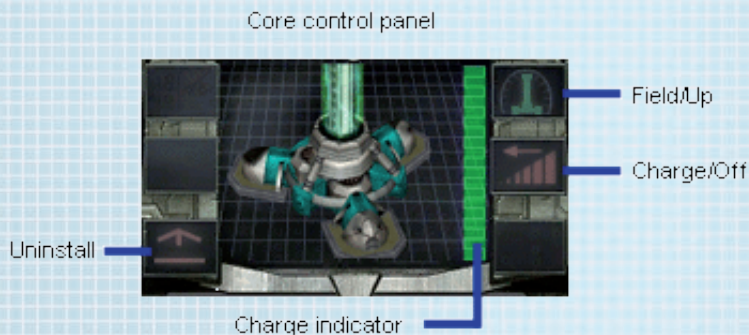 Core control panel
Field/Up
Charge/Off
Uninstall
Charge indicator